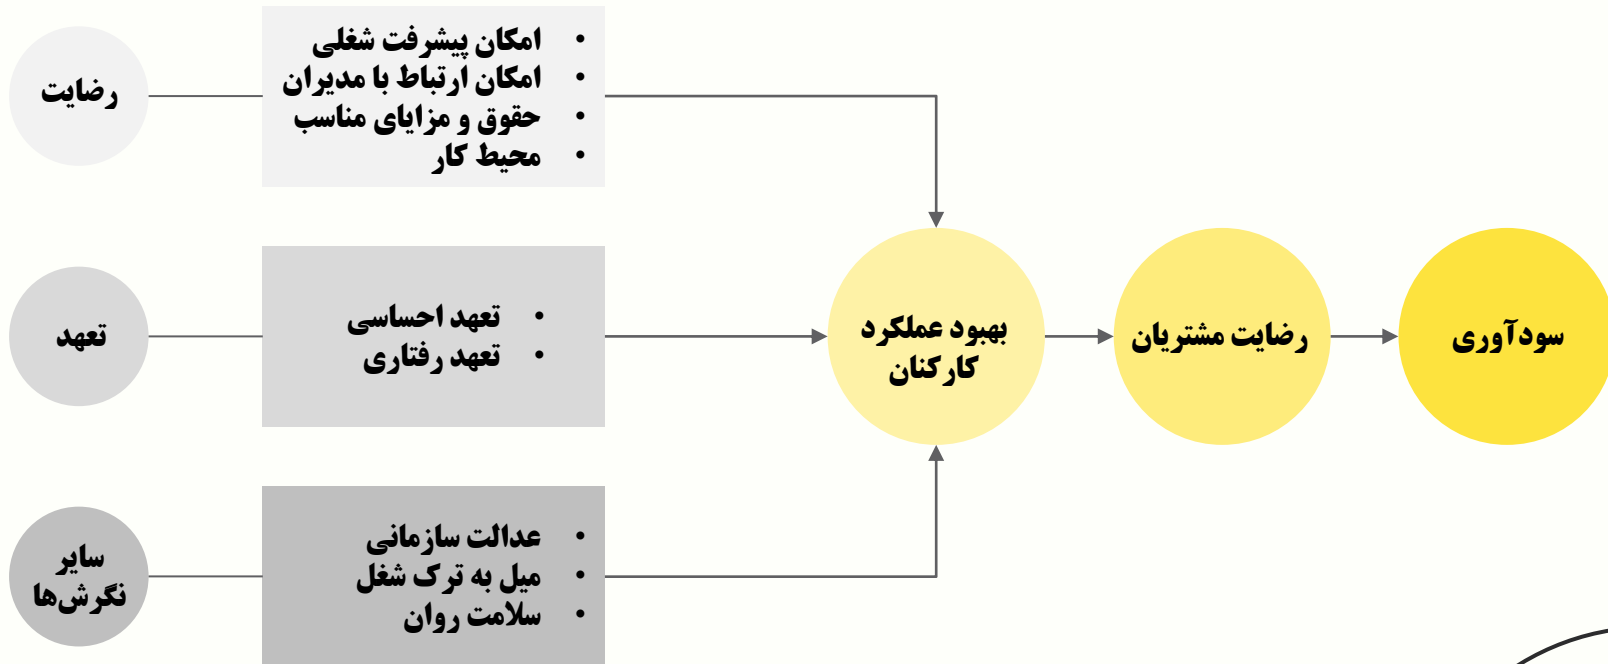 رضایت
• امکان پیشرفت شغلی
• امکان ارتباط با مدیران
• حقوق و مزایای مناسب
• محیط کار
تعهد
• تعهد احساسی
• تعهد رفتاری
سایر
نگرش‌ها
• عدالت سازمانی
• میل به ترک شغل
• سلامت روان
بهبود عملکرد
کارکنان
رضایت مشتریان
سودآوری